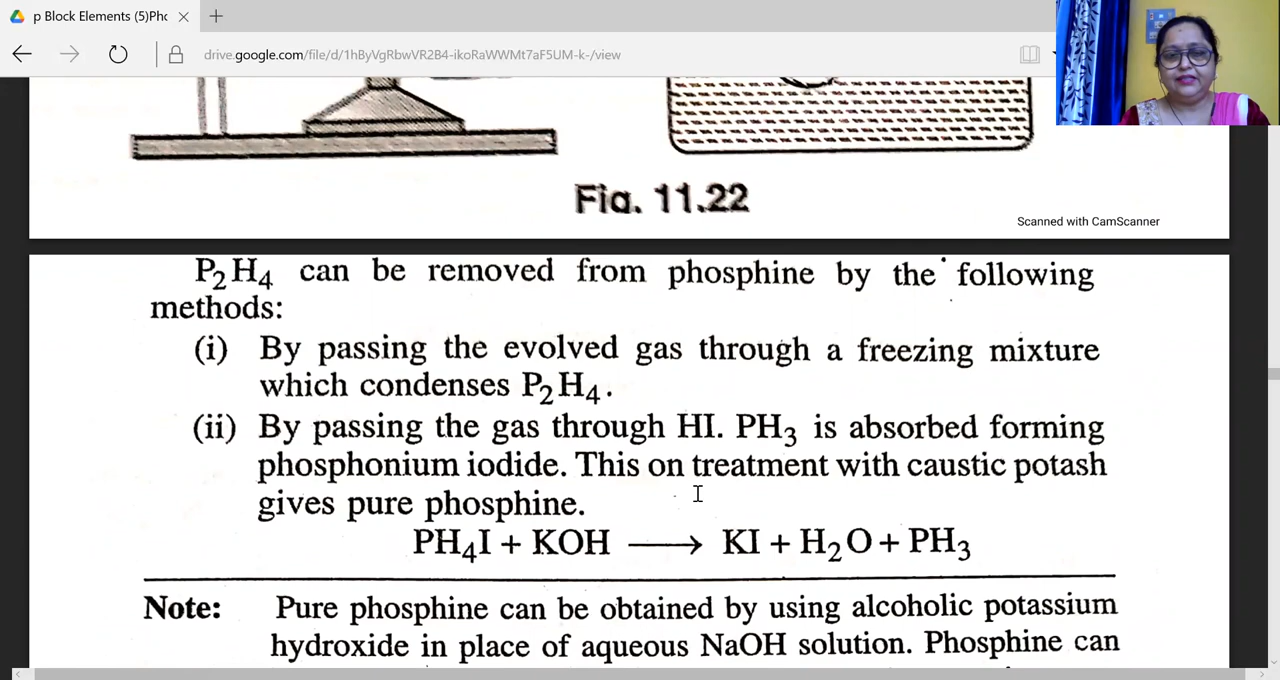 p Block Elements (5)Pho
drive.google.com/file/d/1hByVgRbwVR2B4-ikoRaWWMt7aF5UM-k-/view
Fig. 11.22
Scanned with CamScanner
P2H4 can be removed from phosphine by the following
methods:
(i) By passing the evolved gas through a freezing mixture
which condenses P2H4.
(ii) By passing the gas through HI. PH3 is absorbed forming
phosphonium iodide. This on treatment with caustic potash
gives pure phosphine.
PH4I + KOH ⟶ KI + H2O + PH3
Note: Pure phosphine can be obtained by using alcoholic potassium
hydroxide in place of aqueous NaOH solution. Phosphine can